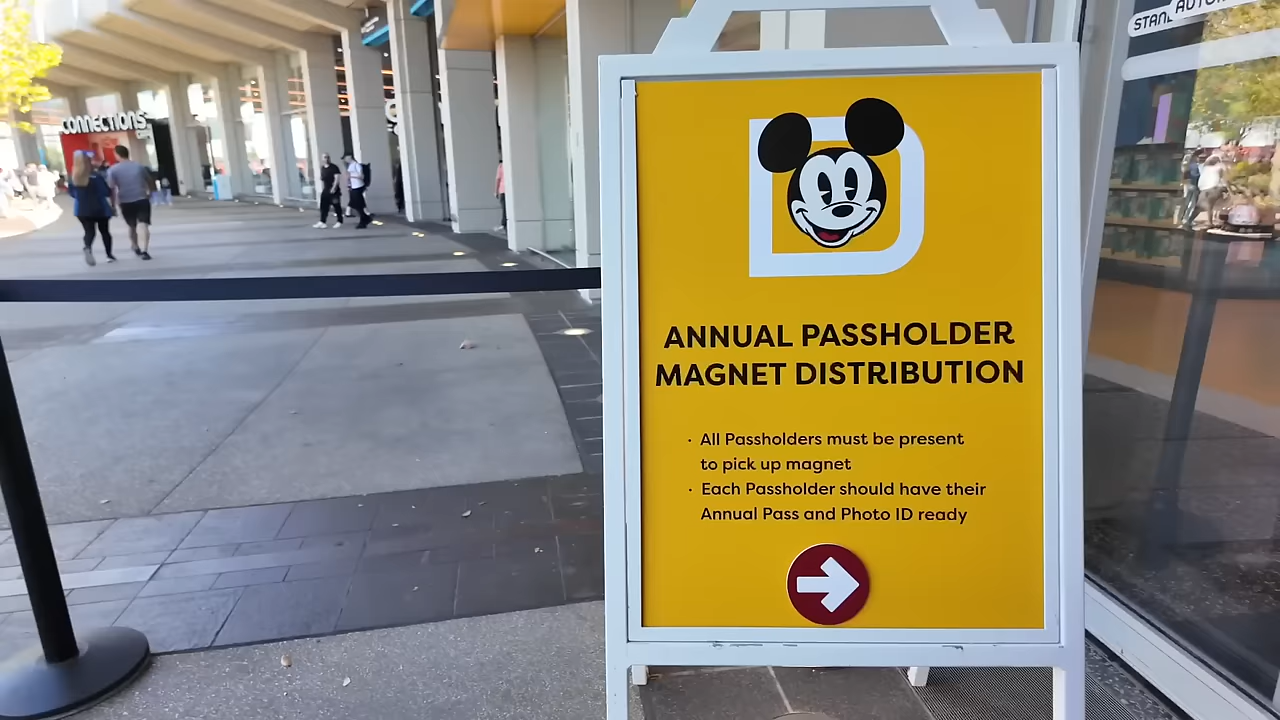 CONNECTIONS
ANNUAL PASSHOLDER
MAGNET DISTRIBUTION
· All Passholders must be present
to pick up magnet
· Each Passholder should have their
Annual Pass and Photo ID ready